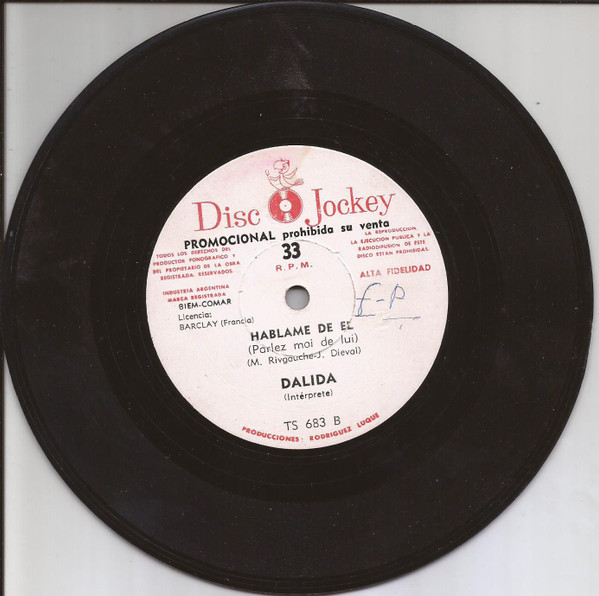 Disc Jockey
PROMOCIONAL prohibida su venta
TODOS LOS DERECHOS DEL
PRODUCTOR FONOGRAFICO Y
DEL PROPIETARIO DE LA OBRA
REGISTRADA. RESERVADOS.
33
R.P.M.
LA REPRODUCCION
LA EJECUCION PUBLICA Y LA
RADIODIFUSION DE ESTE
DISCO ESTAN PROHIBIDAS.
INDUSTRIA ARGENTINA
MARCA REGISTRADA
ALTA FIDELIDAD
BIEM-COMAR
Licencia:
BARCLAY (Francia)
E-P
HABLAME DE EL
(Parlez moi de lui)
(M. Rivgauche-J. Dieval)
DALIDA
(Intérprete)
TS 683 B
PRODUCCIONES: RODRIGUEZ LUQUE